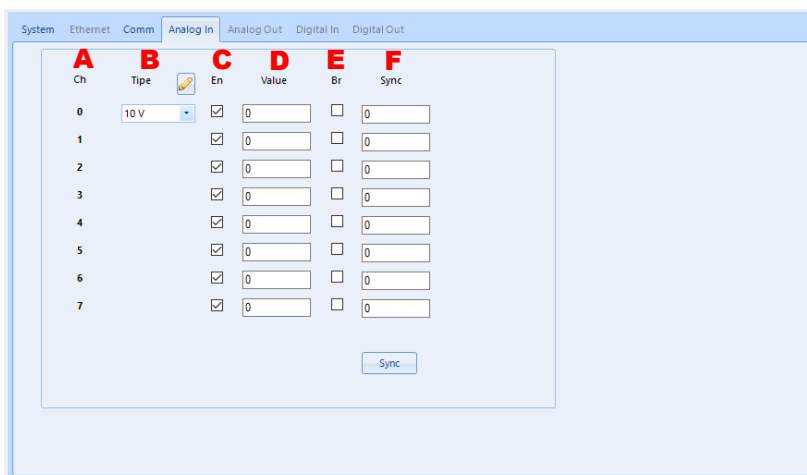 System Ethernet Comm Analog In Analog Out Digital In Digital Out
A B C D E F
Ch Tipe En Value Br Sync
0 10 V 0 0
1 0 0
2 0 0
3 0 0
4 0 0
5 0 0
6 0 0
7 0 0
Sync